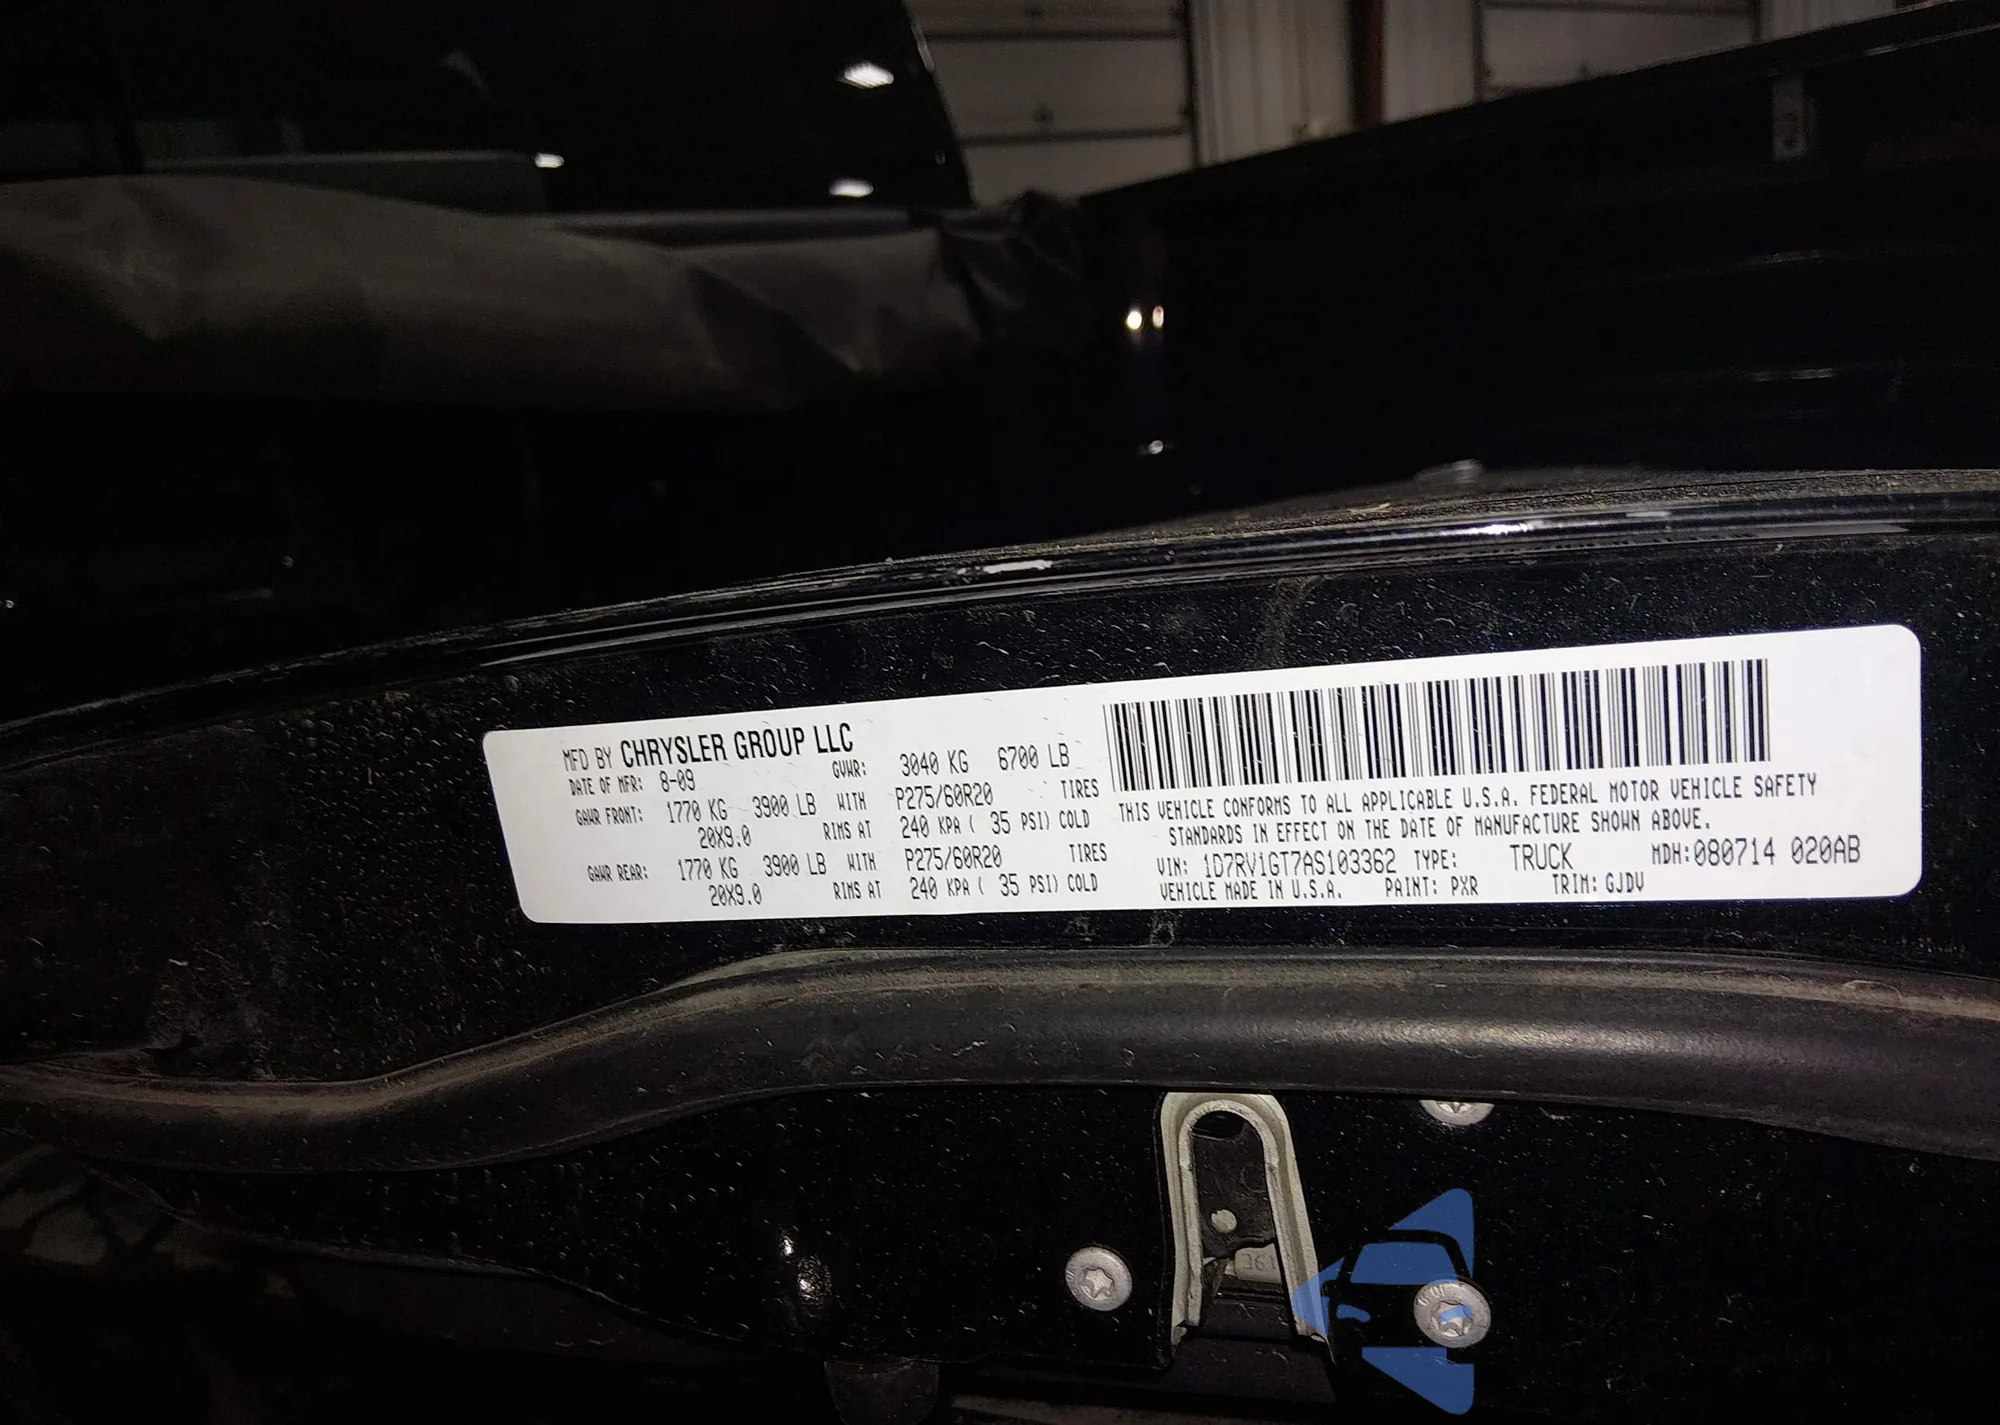 MFD BY CHRYSLER GROUP LLC
DATE OF MFR: 8-09 GVWR: 3040 KG 6700 LB
GAWR FRONT: 1770 KG 3900 LB WITH P275/60R20 TIRES
20X9.0 RIMS AT 240 KPA ( 35 PSI) COLD
GAWR REAR: 1770 KG 3900 LB WITH P275/60R20 TIRES
20X9.0 RIMS AT 240 KPA ( 35 PSI) COLD
THIS VEHICLE CONFORMS TO ALL APPLICABLE U.S.A. FEDERAL MOTOR VEHICLE SAFETY
STANDARDS IN EFFECT ON THE DATE OF MANUFACTURE SHOWN ABOVE.
VIN: 1D7RV1GT7AS103362 TYPE: TRUCK MDH:080714 020AB
VEHICLE MADE IN U.S.A. PAINT: PXR TRIM: GJDV